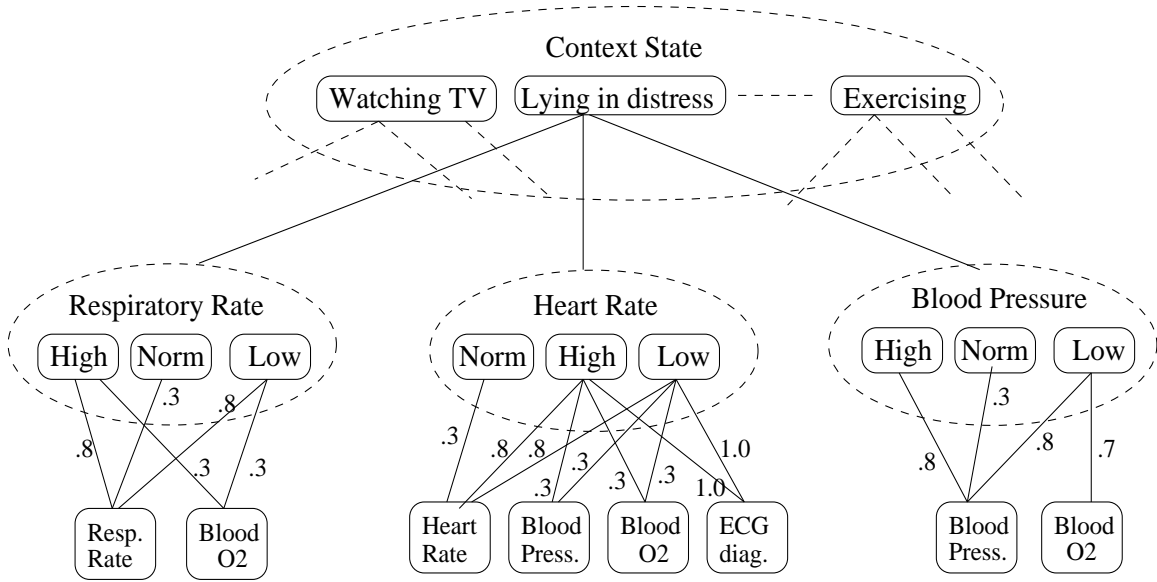 Context State
Watching TV
Lying in distress
Exercising
Respiratory Rate
High
Norm
Low
.8
.3
.8
.3
.3
Resp.
Rate
Blood
O2
Heart Rate
Norm
High
Low
.3
.8
.8
.3
.3
.3
1.0
1.0
Heart
Rate
Blood
Press.
Blood
O2
ECG
diag.
Blood Pressure
High
Norm
Low
.8
.3
.8
.7
Blood
Press.
Blood
O2